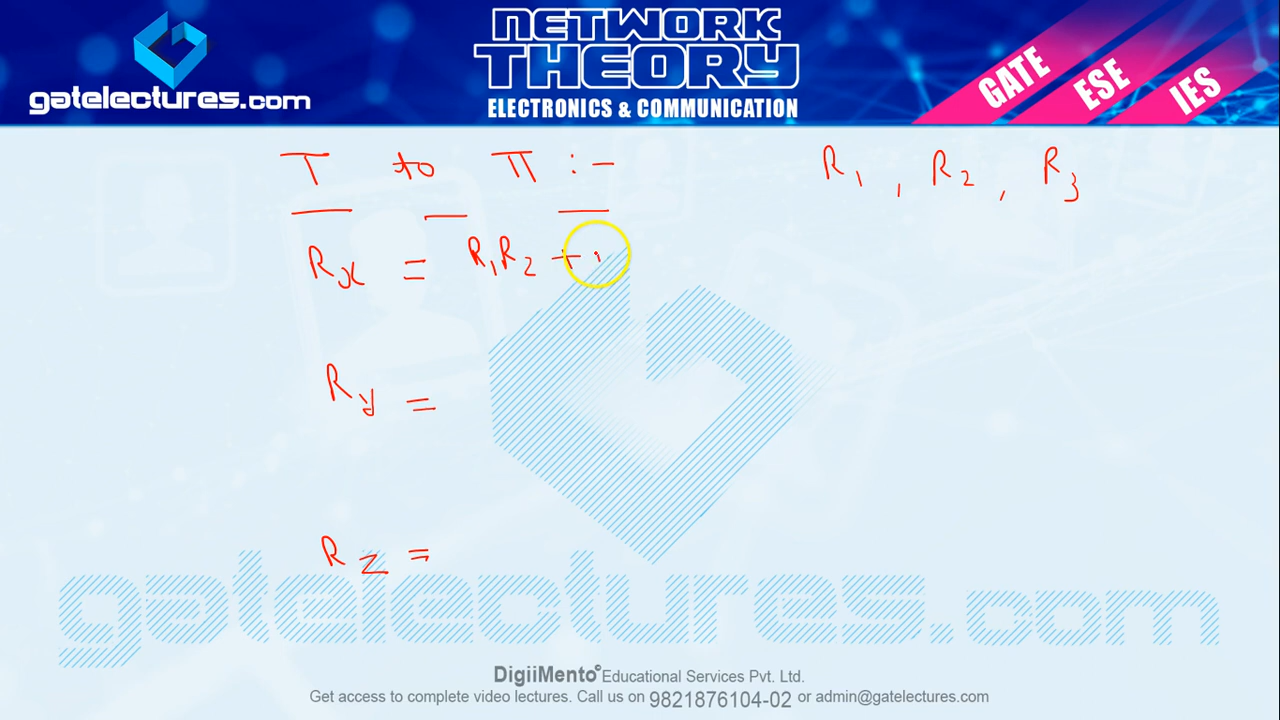 gatelectures.com
NETWORK THEORY
ELECTRONICS & COMMUNICATION
GATE
ESE
IES
T to π :-
R1, R2, R3
Rx = R1R2 +
Ry =
Rz =
gatelectures.com
DigiiMento© Educational Services Pvt. Ltd.
Get access to complete video lectures. Call us on 9821876104-02 or admin@gatelectures.com